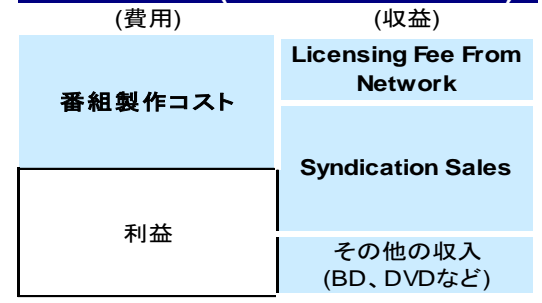 (費用)
(収益)
番組製作コスト
利益
Licensing Fee From
Network
Syndication Sales
その他の収入
(BD、DVDなど)